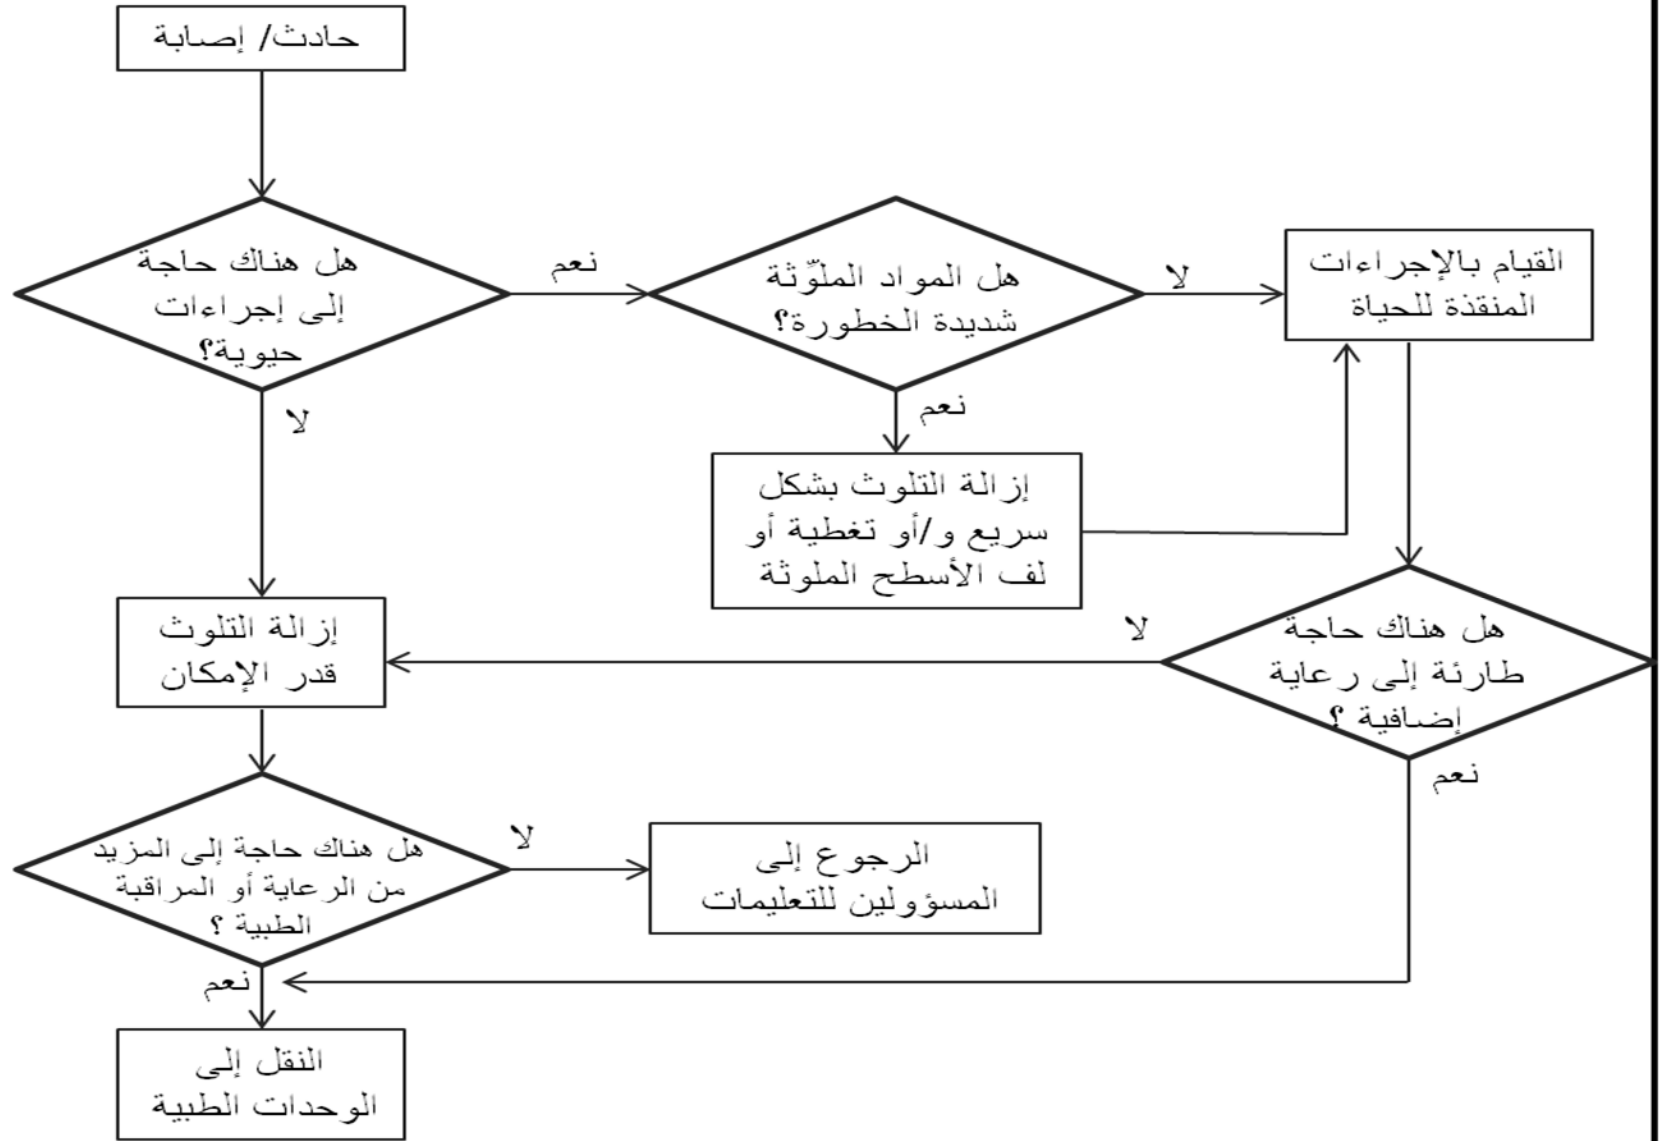 حادث/ إصابة
هل هناك حاجة
إلى إجراءات
حيوية؟
نعم
لا
هل المواد الملوِّثة
شديدة الخطورة؟
لا
نعم
القيام بالإجراءات
المنقذة للحياة
إزالة التلوث بشكل
سريع و/أو تغطية أو
لف الأسطح الملوثة
هل هناك حاجة
طارئة إلى رعاية
إضافية ؟
لا
نعم
إزالة التلوث
قدر الإمكان
هل هناك حاجة إلى المزيد
من الرعاية أو المراقبة
الطبية ؟
لا
نعم
الرجوع إلى
المسؤولين للتعليمات
النقل إلى
الوحدات الطبية